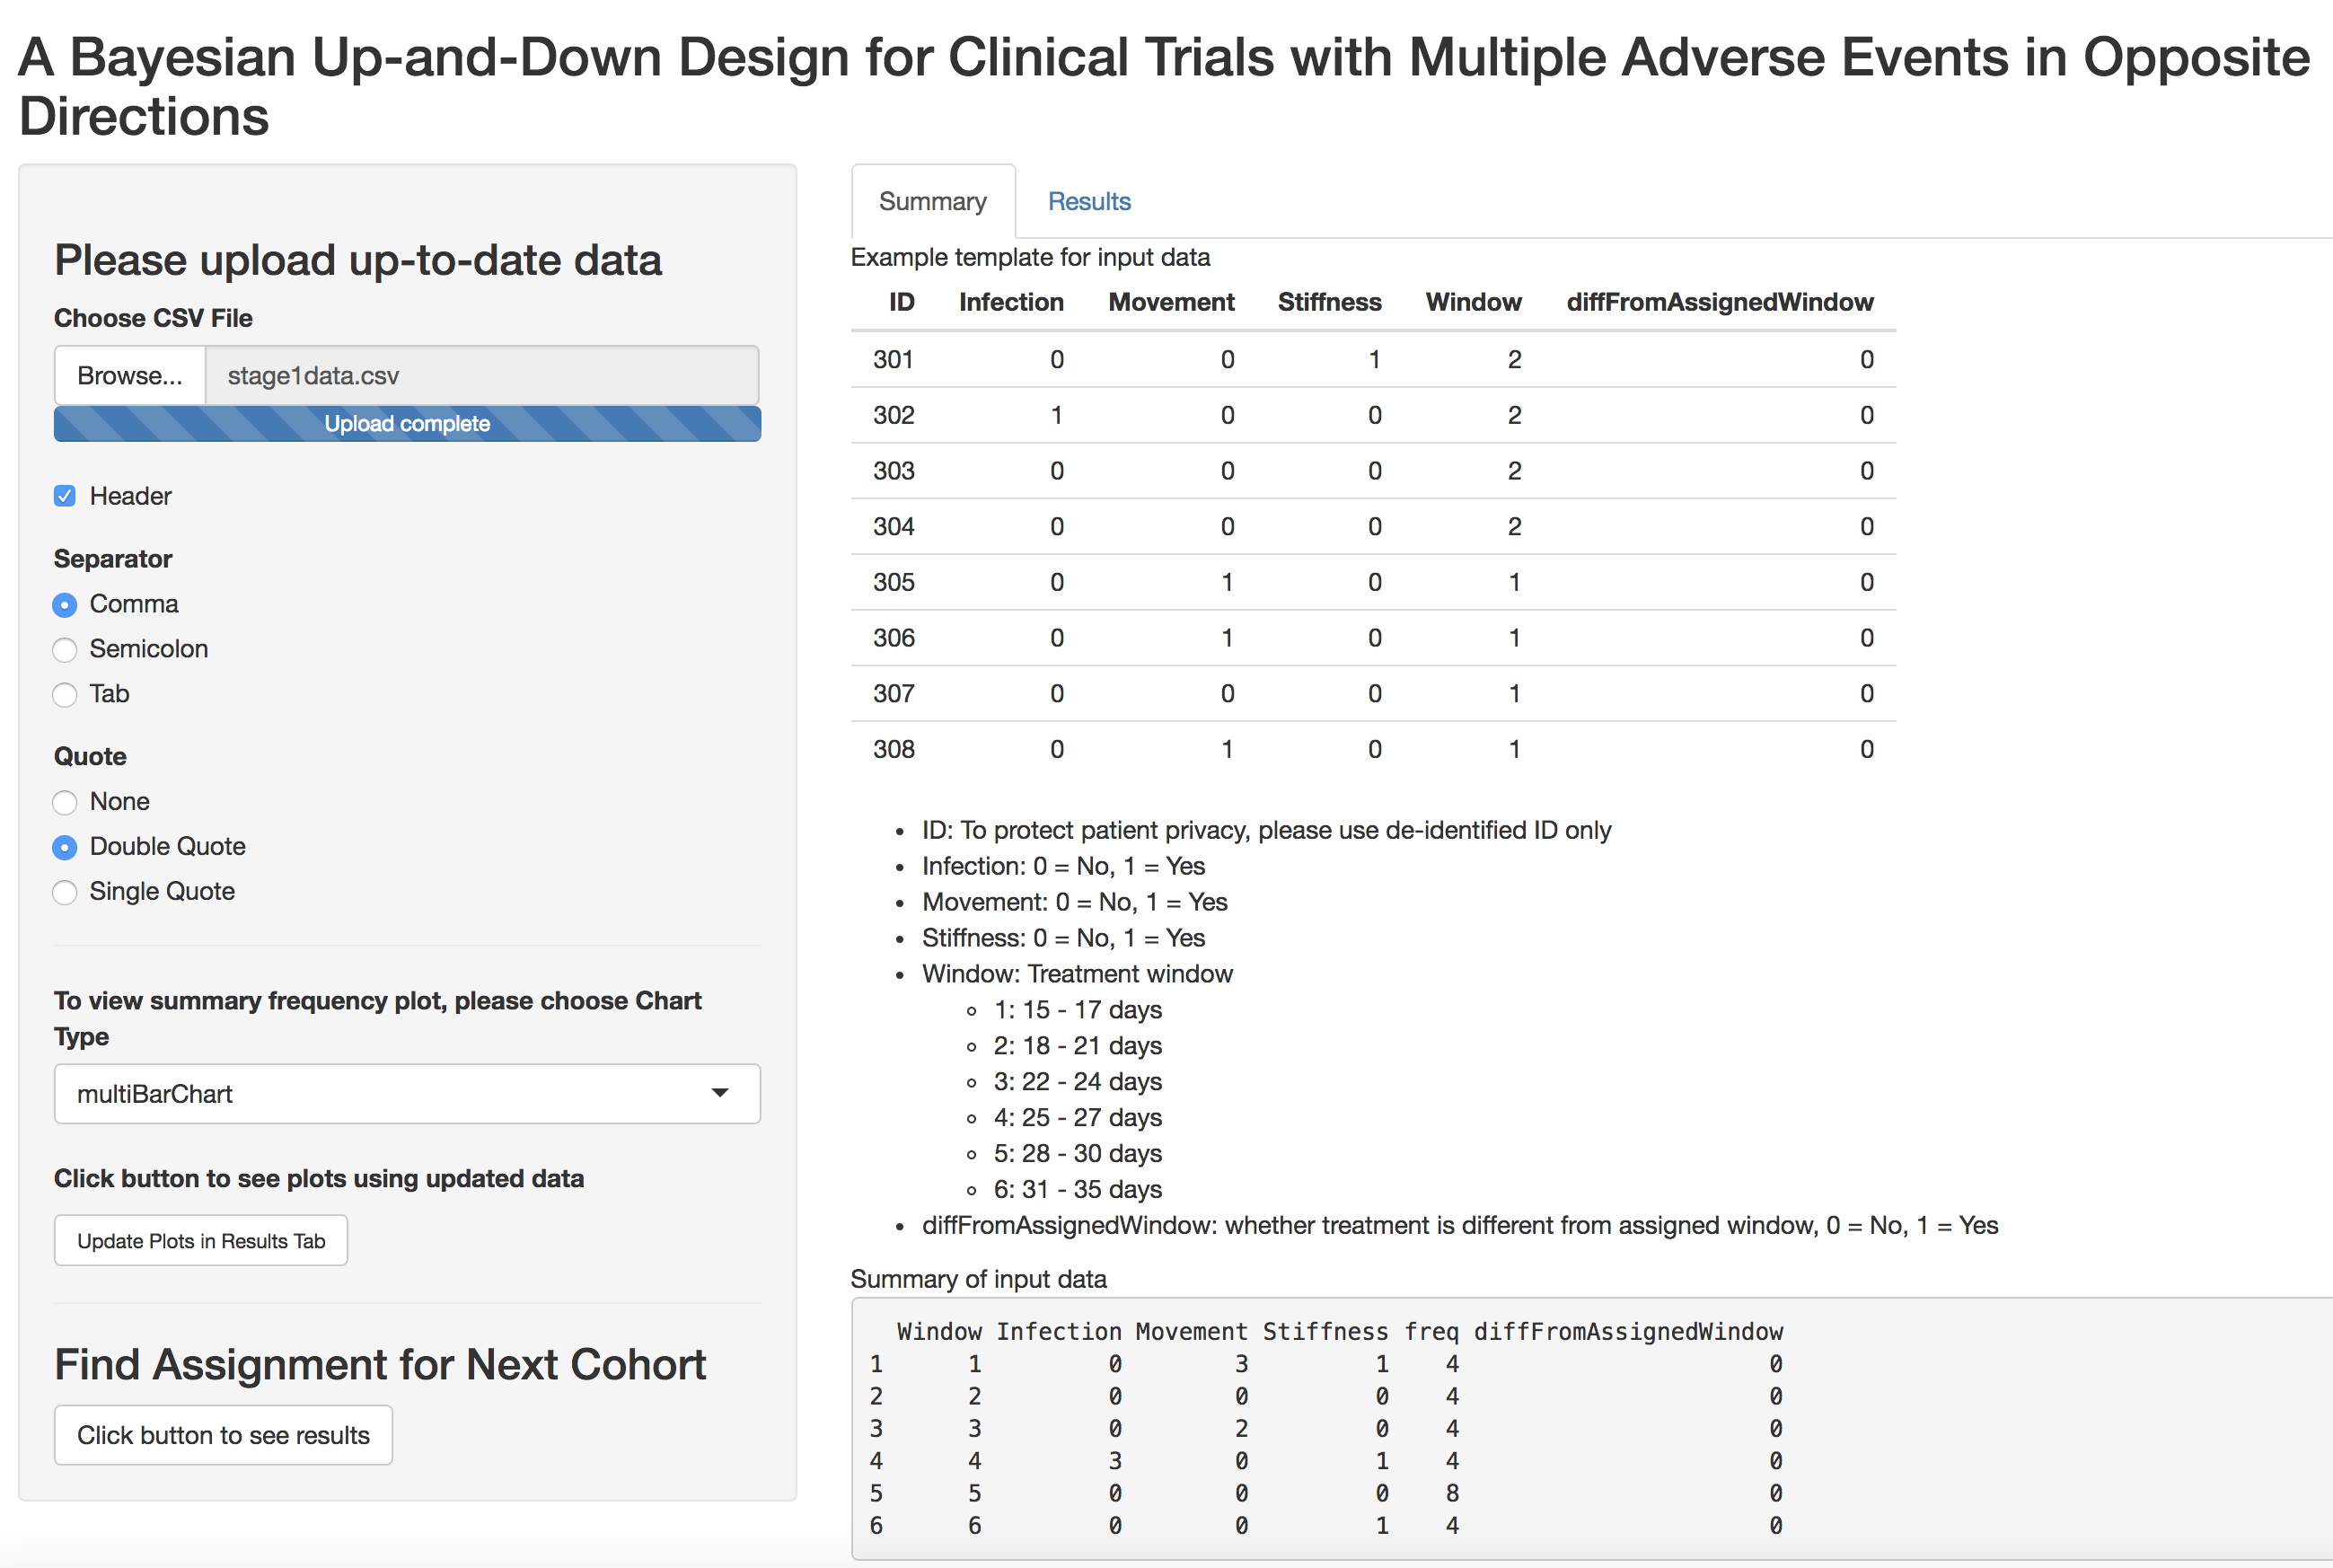 A Bayesian Up-and-Down Design for Clinical Trials with Multiple Adverse Events in Opposite
Directions
Please upload up-to-date data
Choose CSV File
Browse... stage1data.csv
Upload complete
Header
Separator
Comma
Semicolon
Tab
Quote
None
Double Quote
Single Quote
To view summary frequency plot, please choose Chart
Type
multiBarChart
Click button to see plots using updated data
Update Plots in Results Tab
Find Assignment for Next Cohort
Click button to see results
Summary Results
Example template for input data
ID Infection Movement Stiffness Window diffFromAssignedWindow
301 0 0 1 2 0
302 1 0 0 2 0
303 0 0 0 2 0
304 0 0 0 2 0
305 0 1 0 1 0
306 0 1 0 1 0
307 0 0 0 1 0
308 0 1 0 1 0
• ID: To protect patient privacy, please use de-identified ID only
• Infection: 0 = No, 1 = Yes
• Movement: 0 = No, 1 = Yes
• Stiffness: 0 = No, 1 = Yes
• Window: Treatment window
◦ 1: 15 - 17 days
◦ 2: 18 - 21 days
◦ 3: 22 - 24 days
◦ 4: 25 - 27 days
◦ 5: 28 - 30 days
◦ 6: 31 - 35 days
• diffFromAssignedWindow: whether treatment is different from assigned window, 0 = No, 1 = Yes
Summary of input data
Window Infection Movement Stiffness freq diffFromAssignedWindow
1 1 0 3 1 4 0
2 2 0 0 0 4 0
3 3 0 2 0 4 0
4 4 3 0 1 4 0
5 5 0 0 0 8 0
6 6 0 0 1 4 0